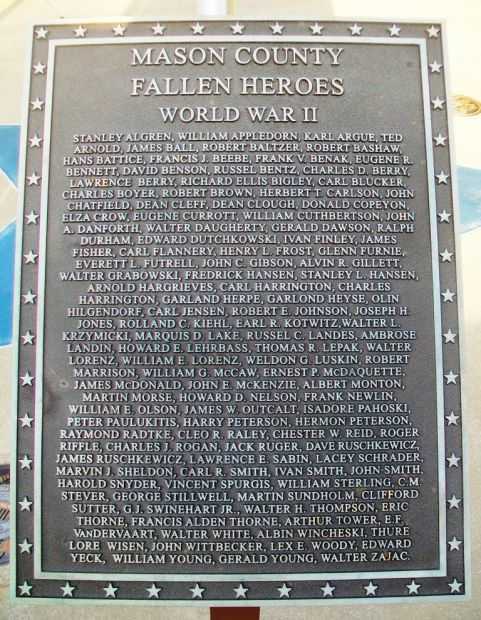 MASON COUNTY
FALLEN HEROES
WORLD WAR II
STANLEY ALGREN, WILLIAM APPLEDORN, KARL ARGUE, TED
ARNOLD, JAMES BALL, ROBERT BALTZER, ROBERT BASHAW,
HANS BATTICE, FRANCIS J. BEEBE, FRANK V. BENAK, EUGENE R.
BENNETT, DAVID BENSON, RUSSEL BENTZ, CHARLES D. BERRY,
LAWRENCE BERRY, RICHARD ELLIS BIGLEY, CARL BLUCKER,
CHARLES BOYER, ROBERT BROWN, HERBERT T. CARLSON, JOHN
CHATFIELD, DEAN CLEFF, DEAN CLOUGH, DONALD COPEYON,
ELZA CROW, EUGENE CURROTT, WILLIAM CUTHBERTSON, JOHN
A. DANFORTH, WALTER DAUGHERTY, GERALD DAWSON, RALPH
DURHAM, EDWARD DUTCHKOWSKI, IVAN FINLEY, JAMES
FISHER, CARL FLANNERY, HENRY L. FROST, GLENN FURNIE,
EVERETT L. FUTRELL, JOHN C. GIBSON, ALVIN R. GILLETT,
WALTER GRABOWSKI, FREDRICK HANSEN, STANLEY L. HANSEN,
ARNOLD HARGRIEVES, CARL HARRINGTON, CHARLES
HARRINGTON, GARLAND HERPE, GARLOND HEYSE, OLIN
HILGENDORF, CARL JENSEN, ROBERT E. JOHNSON, JOSEPH H.
JONES, ROLLAND C. KIEHL, EARL R. KOTWITZ,WALTER L.
KRZYMICKI, MARQUIS D. LAKE, RUSSEL C. LANDES, AMBROSE
LANDIN, HOWARD E. LEHRBASS, THOMAS R. LEPAK, WALTER
LORENZ, WILLIAM F. LORENZ, WELDON G. LUSKIN, ROBERT
MARRISON, WILLIAM G. McCAW, ERNEST P. McDAQUETTE,
JAMES McDONALD, JOHN E. McKENZIE, ALBERT MONTON,
MARTIN MORSE, HOWARD D. NELSON, FRANK NEWLIN,
WILLIAM E. OLSON, JAMES W. OUTCALT, ISADORE PAHOSKI,
PETER PAULUKITIS, HARRY PETERSON, HERMON PETERSON,
RAYMOND RADTKE, CLEO R. RALEY, CHESTER W. REID, ROGER
RIFFLE, CHARLES J. ROGAN, JACK RUGER, DAVE RUSCHKEWICZ,
JAMES RUSCHKEWICZ, LAWRENCE E. SABIN, LACEY SCHRADER,
MARVIN J. SHELDON, CARL R. SMITH, IVAN SMITH, JOHN SMITH,
HAROLD SNYDER, VINCENT SPURGIS, WILLIAM STERLING, C.M.
STEVER, GEORGE STILLWELL, MARTIN SUNDHOLM, CLIFFORD
SUTTER, G.J. SWINEHART JR., WALTER H. THOMPSON, ERIC
THORNE, FRANCIS ALDEN THORNE, ARTHUR TOWER, E.F.
VANDERVAART, WALTER WHITE, ALBIN WINCHESKI, THURE
LORE WISEN, JOHN WITTBECKER, LEX E. WOODY, EDWARD
YECK, WILLIAM YOUNG, GERALD YOUNG, WALTER ZAJAC.